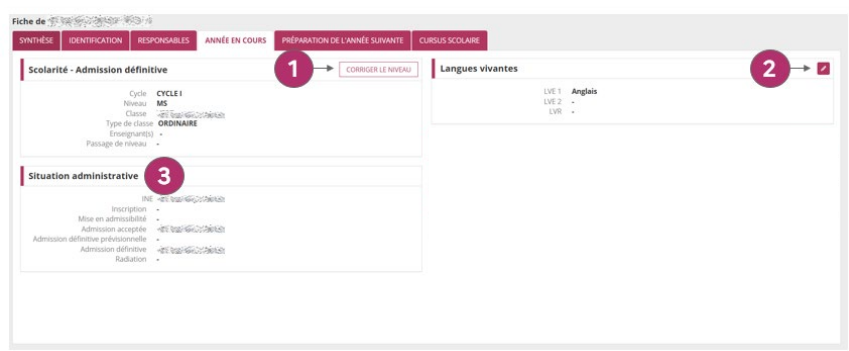 Fiche de
SYNTHÈSE IDENTIFICATION RESPONSABLES ANNÉE EN COURS PRÉPARATION DE L'ANNÉE SUIVANTE CURSUS SCOLAIRE
Scolarité - Admission définitive
1
CORRIGER LE NIVEAU
Cycle CYCLE I
Niveau MS
Classe
Type de classe ORDINAIRE
Enseignant(s) -
Passage de niveau -
Langues vivantes
2
LVE 1 Anglais
LVE 2 -
LVR -
Situation administrative
3
INE
Inscription -
Mise en admissibilité -
Admission acceptée
Admission définitive prévisionnelle -
Admission définitive
Radiation -